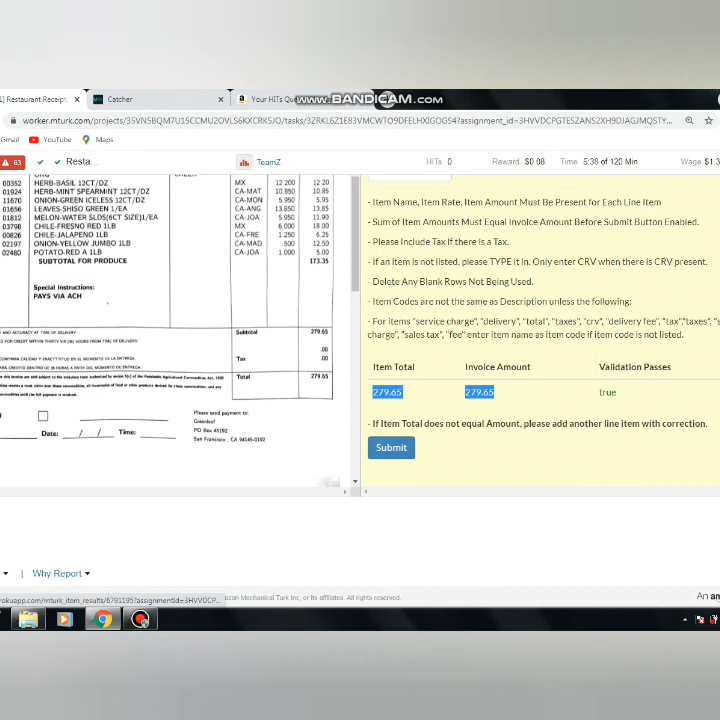 ] Restaurant Receipt
Catcher
Your HITs Qu
www.BANDICAM.com
worker.mturk.com/projects/35VN5BQM7U15CCMU2OVLS6KXCRK5JO/tasks/3ZRKL6Z1E83VMCWTO9DFELHXIGOGS4?assignment_id=3HVVDCPGTESZANS2XH9DJAGJMQSTY...
Gmail YouTube Maps
63 Resta... TeamZ HITs 0 Reward $0.08 Time 5:38 of 120 Min Wage $1.3
00352 HERB-BASIL 12CT/DZ MX 12.200 12.20
01924 HERB-MINT SPEARMINT 12CT/DZ CA-MAT 10.850 10.85
11670 ONION-GREEN ICELESS 12CT/DZ CA-MON 5.950 5.95
01656 LEAVES-SHISO GREEN 1/EA CA-ANG 13.850 13.85
01812 MELON-WATER SLDS(6CT SIZE)1/EA CA-JOA 5.950 11.90
03798 CHILE-FRESNO RED 1LB MX 6.000 18.00
00826 CHILE-JALAPENO 1LB CA-FRE 1.250 6.25
02197 ONION-YELLOW JUMBO 1LB CA-MAD .500 12.50
02480 POTATO-RED A 1LB CA-JOA 1.000 5.00
SUBTOTAL FOR PRODUCE 173.35
Special Instructions:
PAYS VIA ACH
AND ACCURACY AT TIME OF DELIVERY.
Subtotal 279.65
.00
Tax .00
Total 279.65
Please send payment to:
Greenleaf
PO Box 45192
San Francisco , CA 94145-0192
Date: / / Time:
- Item Name, Item Rate, Item Amount Must be Present for Each Line Item
- Sum of Item Amounts Must Equal Invoice Amount Before Submit Button Enabled.
- Please Include Tax if there is a Tax.
- If an item is not listed, please TYPE it in. Only enter CRV when there is CRV present.
- Delete Any Blank Rows Not Being Used.
- Item Codes are not the same as Description unless the following:
- For items "service charge", "delivery", "total", "taxes", "crv", "delivery fee", "tax","taxes", "s
charge", "sales tax", "fee" enter item name as item code if item code is not listed.
Item Total Invoice Amount Validation Passes
279.65 279.65 true
- If Item Total does not equal Amount, please add another line item with correction.
Submit
Why Report
okuapp.com/mturk_item_results/6791195?assignmentId=3HVVDCP...
azon Mechanical Turk Inc, or its affiliates. All rights reserved.
An am